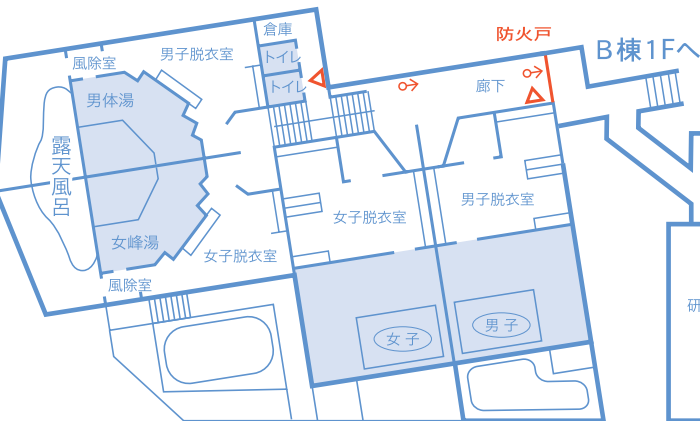 倉庫
防火戸
男子脱衣室
トイレ
B棟1Fへ
風除室
トイレ
廊下
男体湯
露天風呂
男子脱衣室
女子脱衣室
女峰湯
女子脱衣室
風除室
研
男子
女子